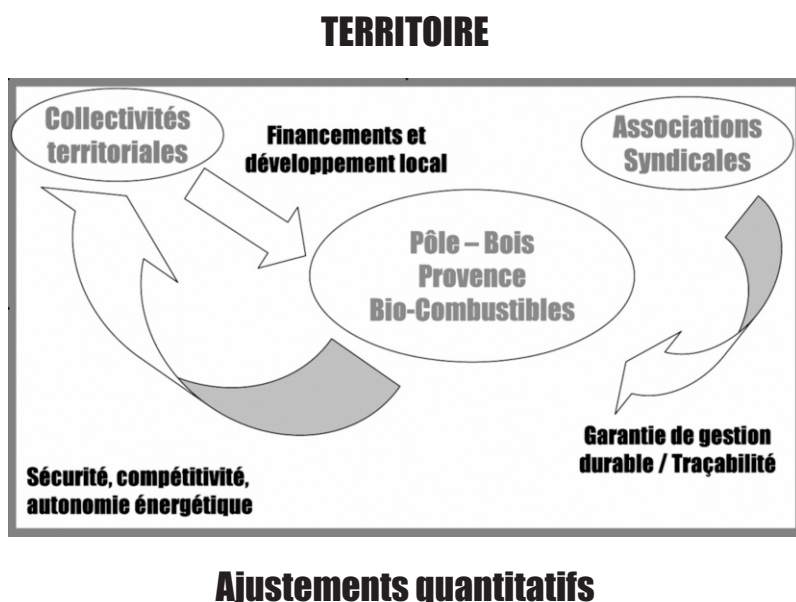 TERRITOIRE
Collectivités
territoriales
Financements et
développement local
Associations
Syndicales
Pôle – Bois
Provence
Bio-Combustibles
Garantie de gestion
durable / Traçabilité
Sécurité, compétitivité,
autonomie énergétique
Ajustements quantitatifs